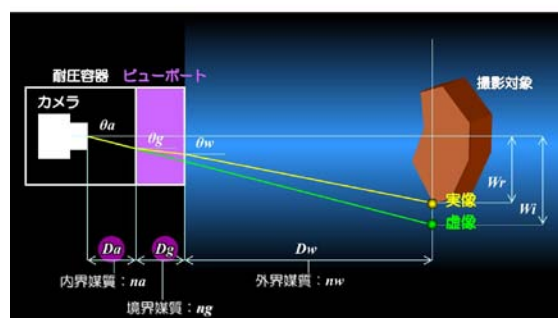 耐圧容器
ビューポート
撮影対象
カメラ
θa
θg
θw
Wr
Wi
実像
虚像
Da
Dg
Dw
内界媒質：na
外界媒質：nw
境界媒質：ng